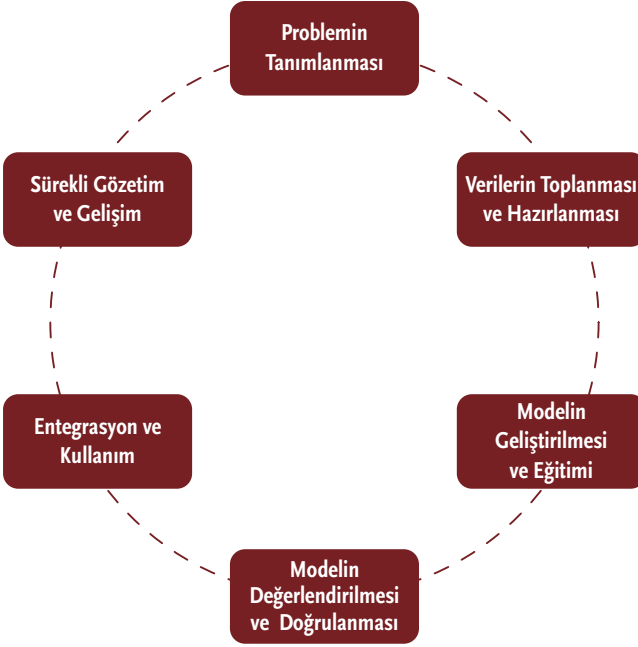 Problemin
Tanımlanması
Verilerin Toplanması
ve Hazırlanması
Modelin
Geliştirilmesi
ve Eğitimi
Modelin
Değerlendirilmesi
ve Doğrulanması
Entegrasyon ve
Kullanım
Sürekli Gözetim
ve Gelişim